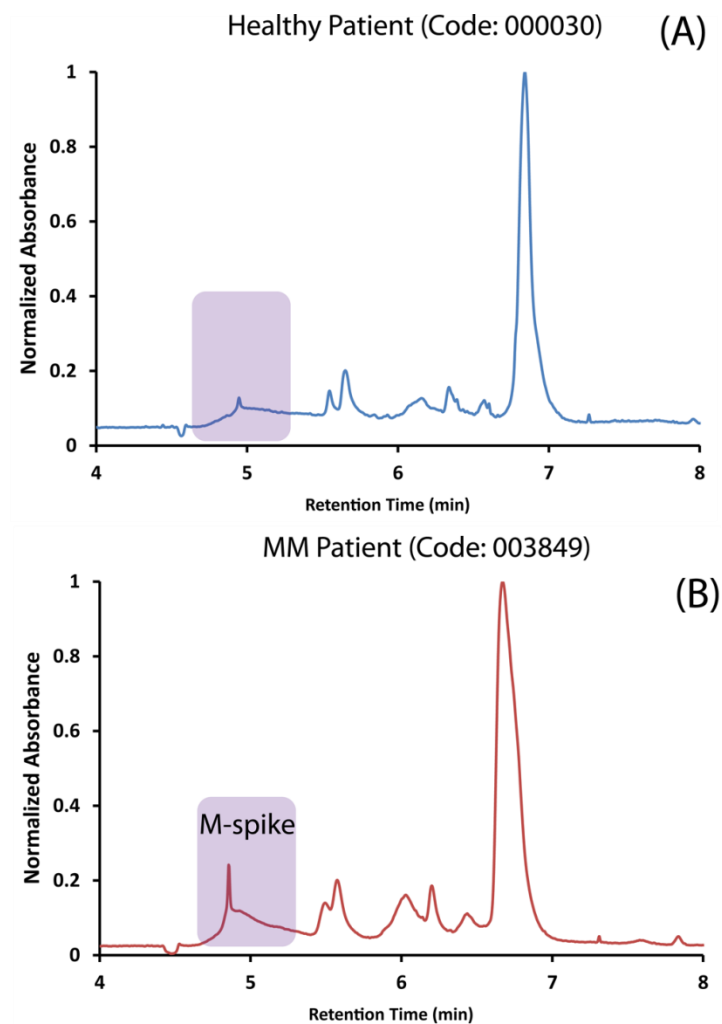 Healthy Patient (Code: 000030)
(A)
1
0.8
0.6
0.4
0.2
0
Normalized Absorbance
4 5 6 7 8
Retention Time (min)
MM Patient (Code: 003849)
(B)
1
0.8
0.6
0.4
0.2
0
Normalized Absorbance
M-spike
4 5 6 7 8
Retention Time (min)